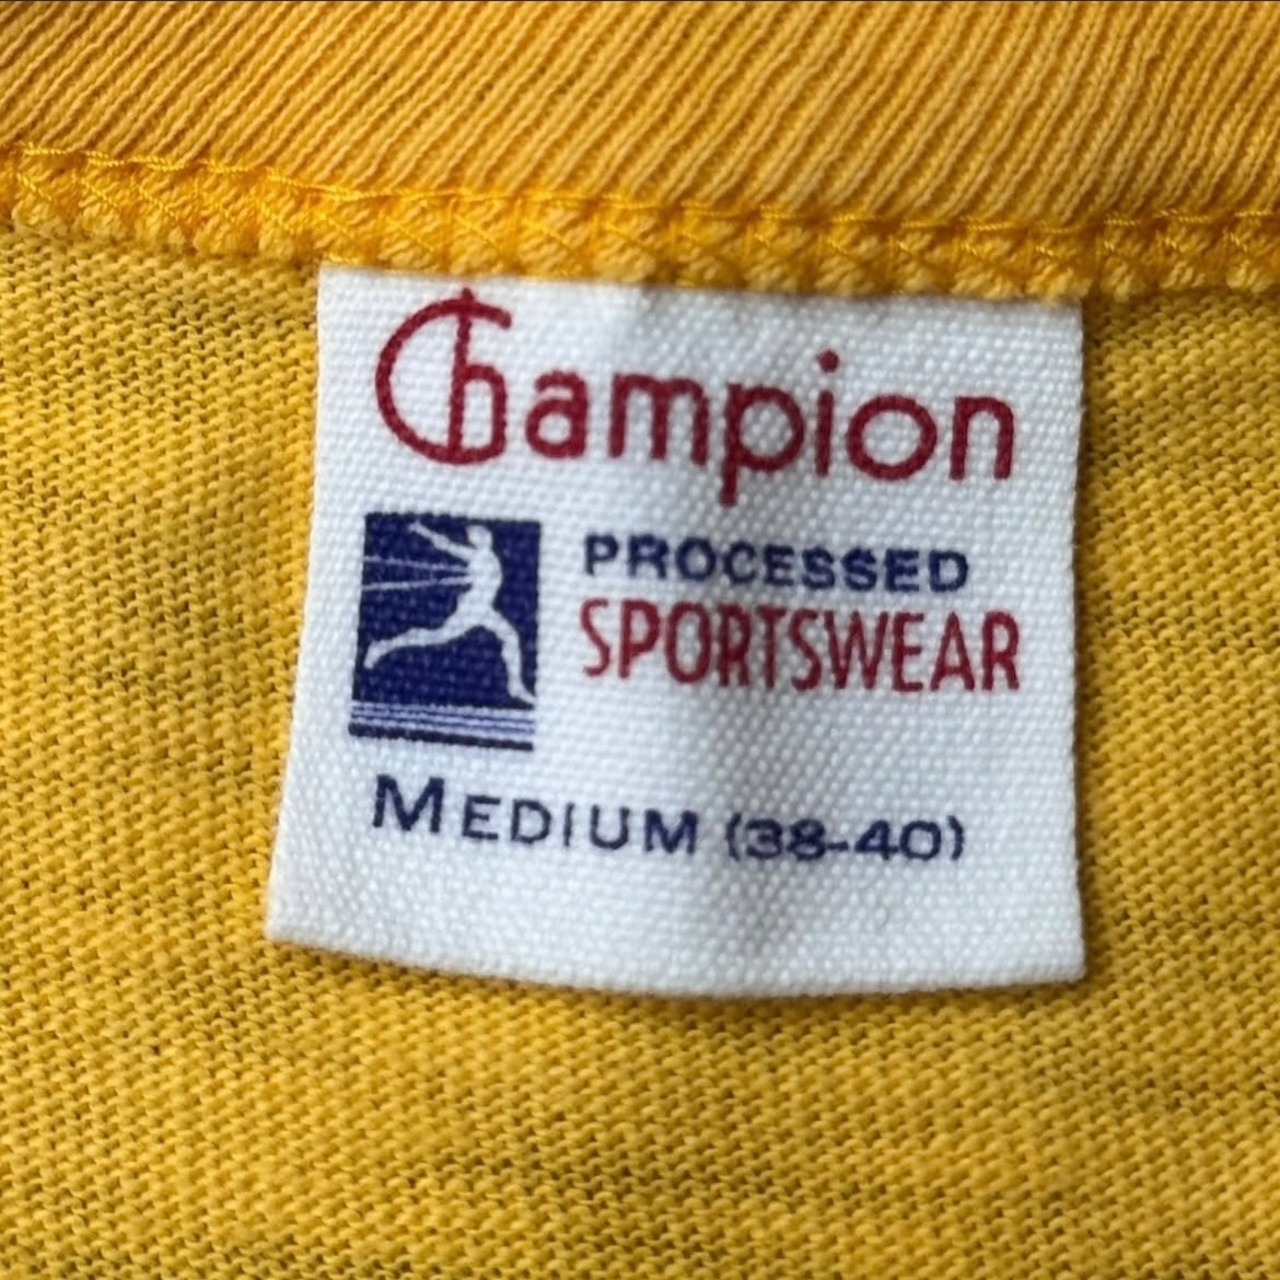 Champion
PROCESSED
SPORTSWEAR
MEDIUM (38-40)